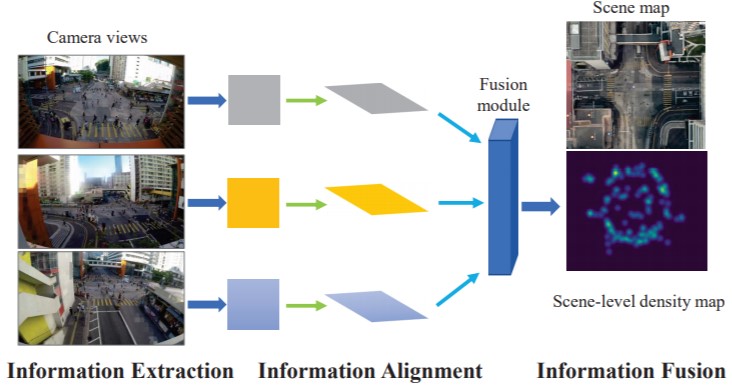 Camera views
Scene map
Fusion
module
Scene-level density map
Information Extraction
Information Alignment
Information Fusion